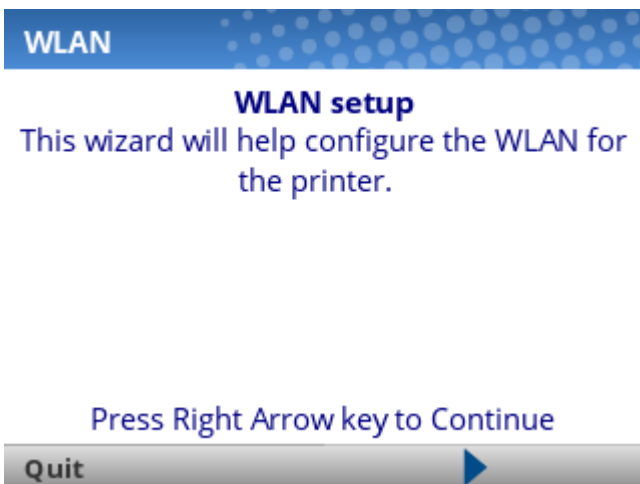 WLAN
WLAN setup
This wizard will help configure the WLAN for
the printer.
Press Right Arrow key to Continue
Quit